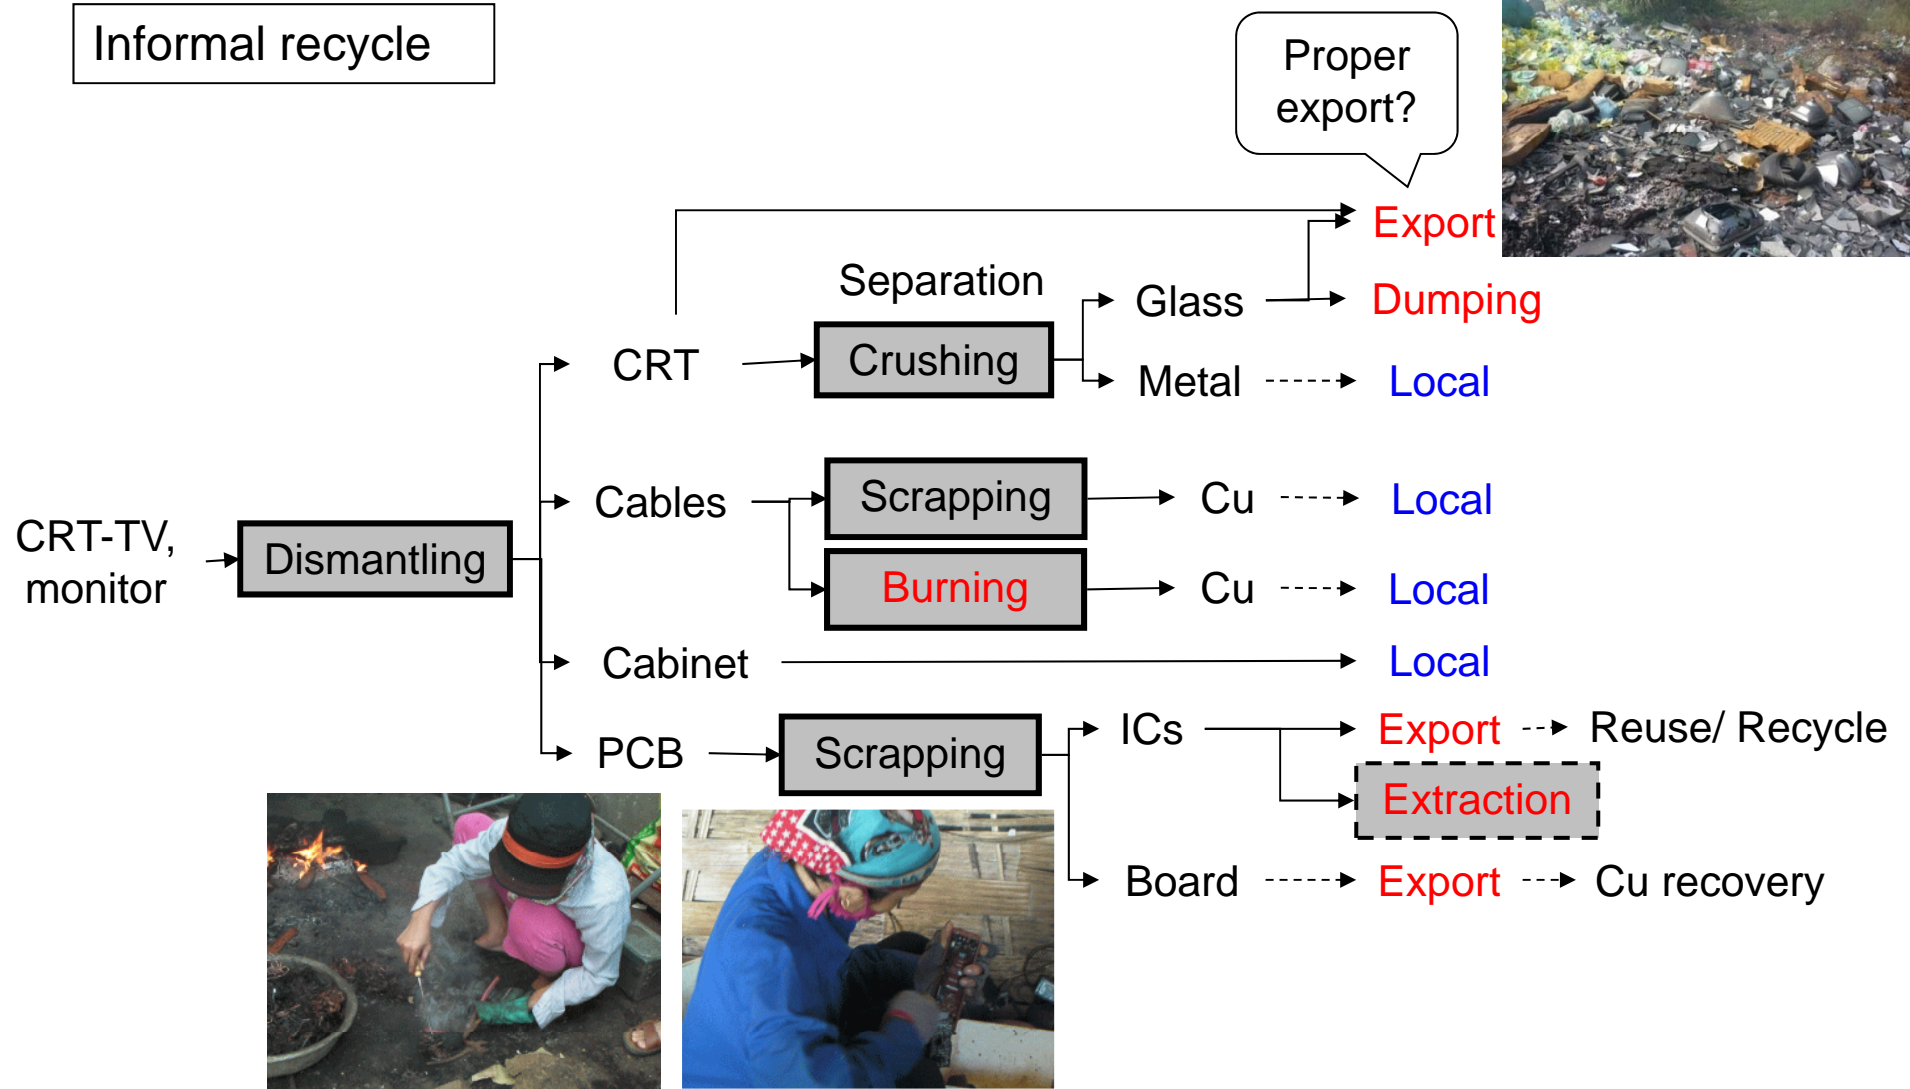 Informal recycle
Proper
export?
Export
Separation
Glass
Dumping
CRT
Crushing
Metal
Local
Cables
Scrapping
Cu
Local
CRT-TV,
monitor
Dismantling
Burning
Cu
Local
Cabinet
Local
PCB
Scrapping
ICs
Export
Reuse/ Recycle
Extraction
Board
Export
Cu recovery